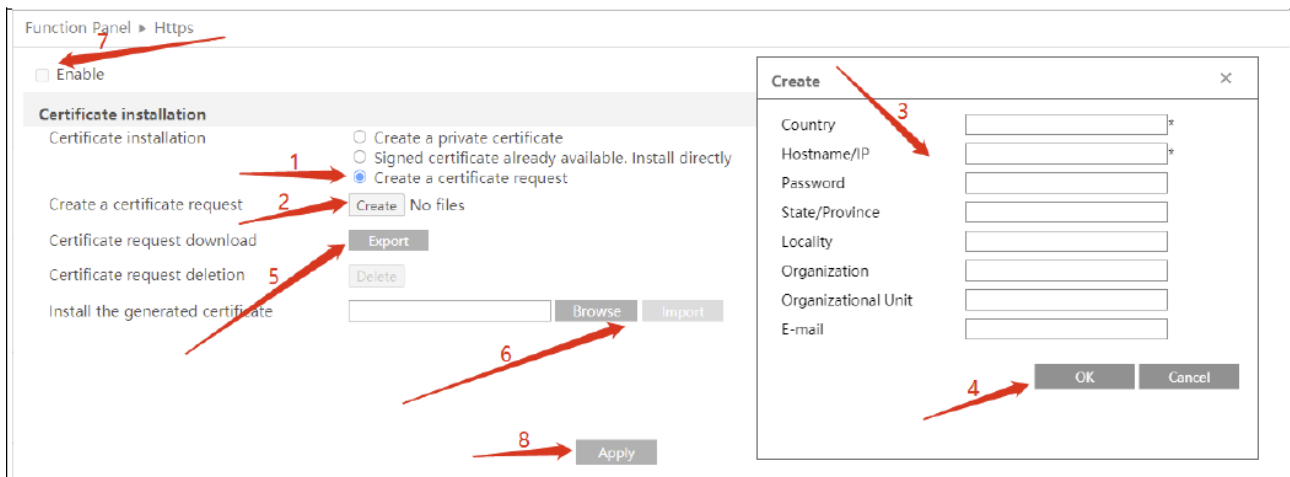 Function Panel ▸ Https
7
Enable
Certificate installation
Certificate installation
Create a private certificate
Signed certificate already available. Install directly
1
Create a certificate request
Create a certificate request
2
Create
No files
Certificate request download
Export
Certificate request deletion
5
Delete
Install the generated certificate
Browse
Import
6
8
Apply
Create
×
3
Country
*
Hostname/IP
*
Password
State/Province
Locality
Organization
Organizational Unit
E-mail
4
OK
Cancel